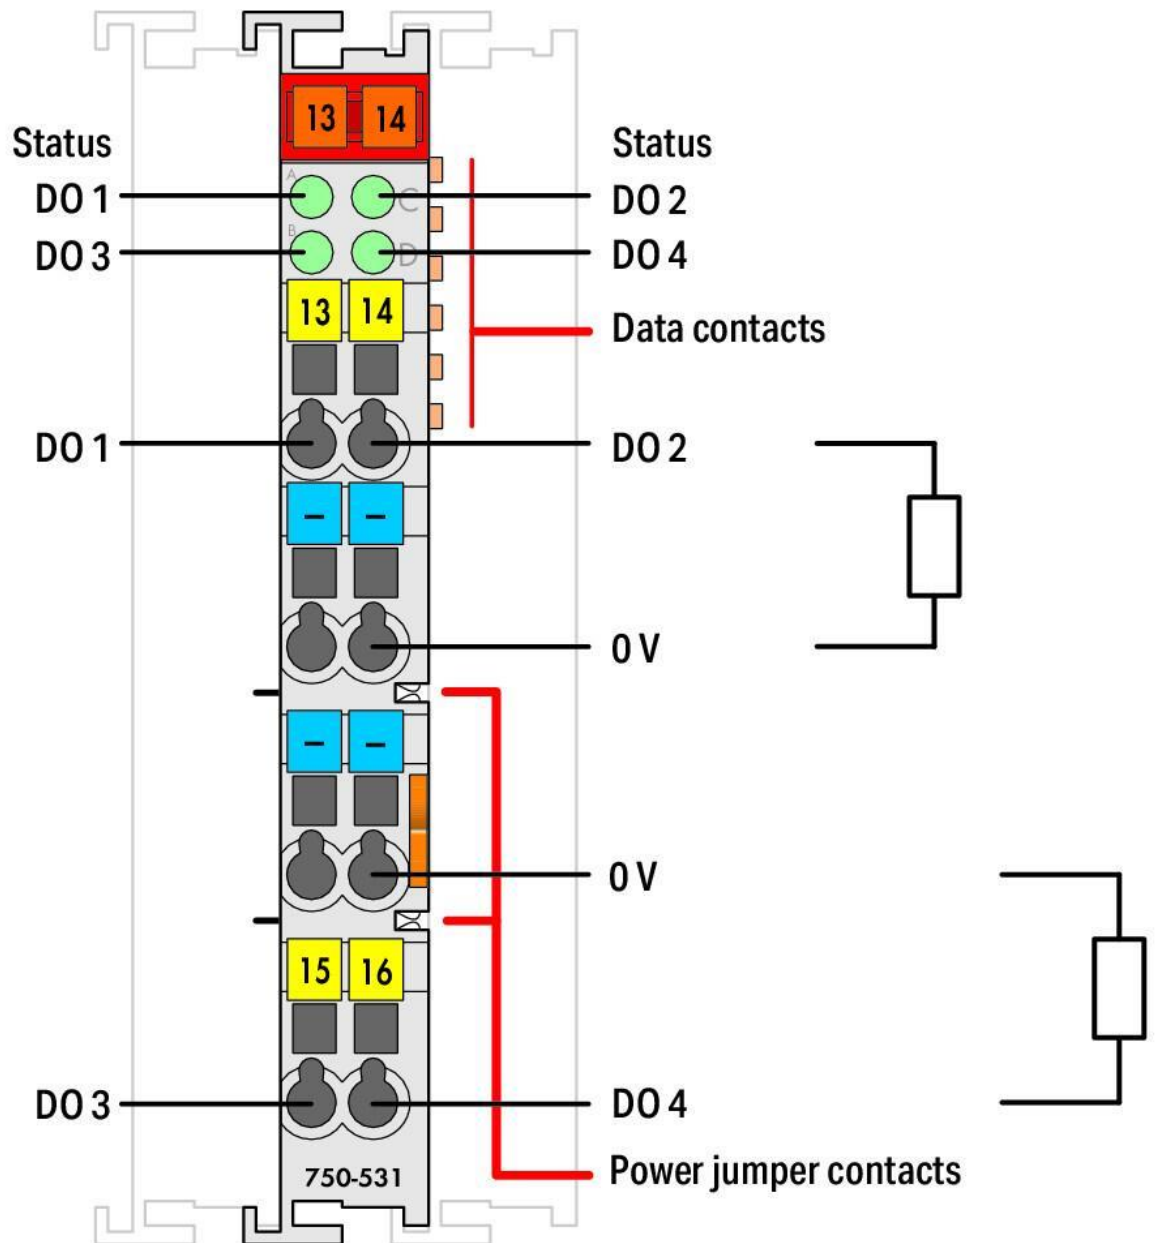 13 14
Status
Status
A
DO 1
C
DO 2
B
DO 3
D
DO 4
13 14
Data contacts
DO 1
DO 2
– –
0 V
– –
0 V
15 16
DO 3
DO 4
750-531
Power jumper contacts